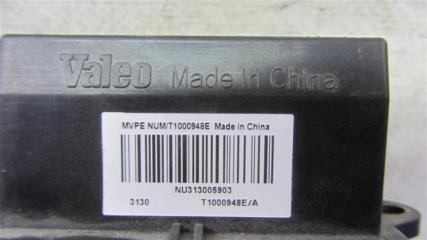 Valeo Made in China
MVPE NUM/T1000948E Made in China
NU313005903
3130 T1000948E/A